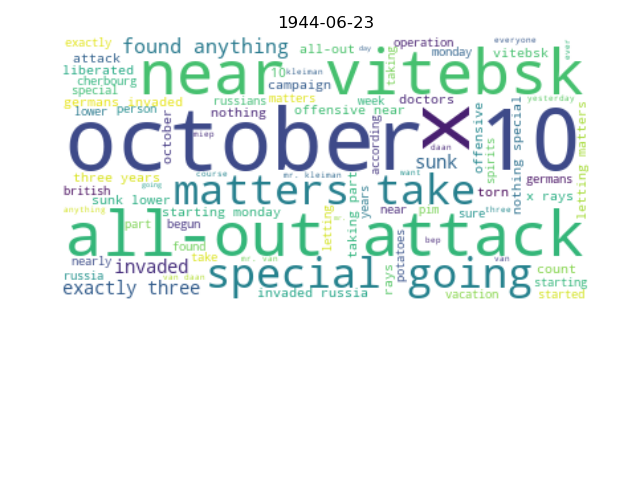 1944-06-23
exactly found anything all-out day operation everyone
attack taking monday vitebsk ever
liberated near vitebsk
cherbourg 10 kleiman
special campaign
germans invaded russians matters week doctors yesterday
lower person nothing offensive near
october x 10
october miep according daan offensive spirits nothing special letting matters
course mr. kleiman sunk want
three years matters take torn germans
british going x rays
sunk lower taking part years
anything starting monday letting mr. near pim sure three
part begun
all-out attack
found potatoes bep
nearly invaded take mr. van van
russia van daan special going rays count
exactly three starting
invaded russia vacation started